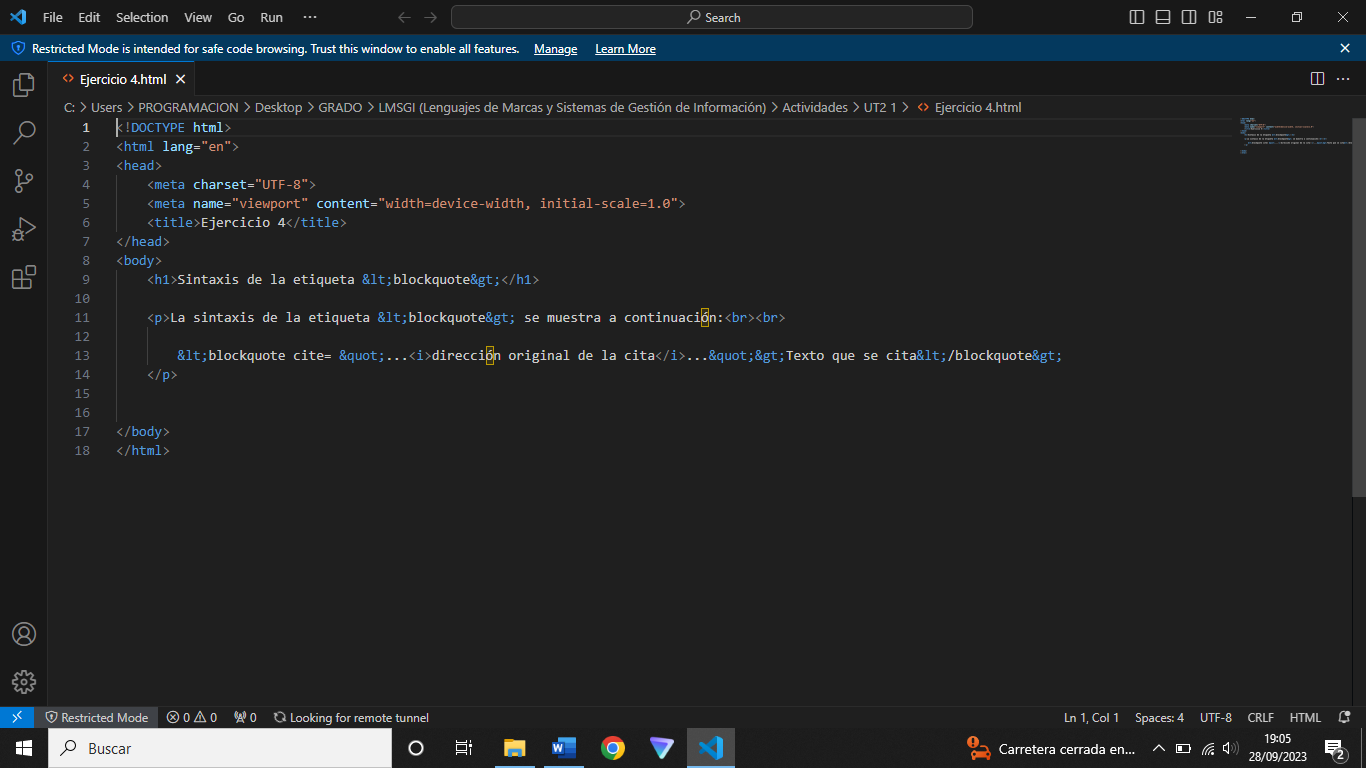 File Edit Selection View Go Run ··· Search
Restricted Mode is intended for safe code browsing. Trust this window to enable all features. Manage Learn More
Ejercicio 4.html
C: > Users > PROGRAMACION > Desktop > GRADO > LMSGI (Lenguajes de Marcas y Sistemas de Gestión de Información) > Actividades > UT2 1 > Ejercicio 4.html
1 <!DOCTYPE html>
2 <html lang="en">
3 <head>
4 <meta charset="UTF-8">
5 <meta name="viewport" content="width=device-width, initial-scale=1.0">
6 <title>Ejercicio 4</title>
7 </head>
8 <body>
9 <h1>Sintaxis de la etiqueta &lt;blockquote&gt;</h1>
10
11 <p>La sintaxis de la etiqueta &lt;blockquote&gt; se muestra a continuación:<br><br>
12
13 &lt;blockquote cite= &quot;...<i>dirección original de la cita</i>...&quot;&gt;Texto que se cita&lt;/blockquote&gt;
14 </p>
15
16
17 </body>
18 </html>
Restricted Mode 0 0 0 Looking for remote tunnel Ln 1, Col 1 Spaces: 4 UTF-8 CRLF HTML
Buscar Carretera cerrada en... 19:05
28/09/2023 2